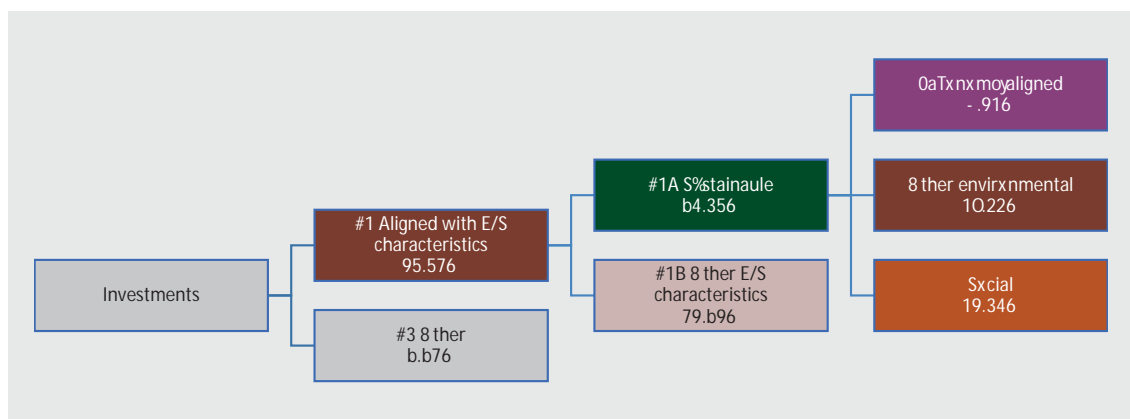 0aTxnxmoyaligned
- .916
#1A S%stainaule
b4.356
8 ther envirxnmental
10.226
#1 Aligned with E/S
characteristics
95.576
Investments
#1B 8 ther E/S
characteristics
79.b96
Sxcial
19.346
#3 8 ther
b.b76